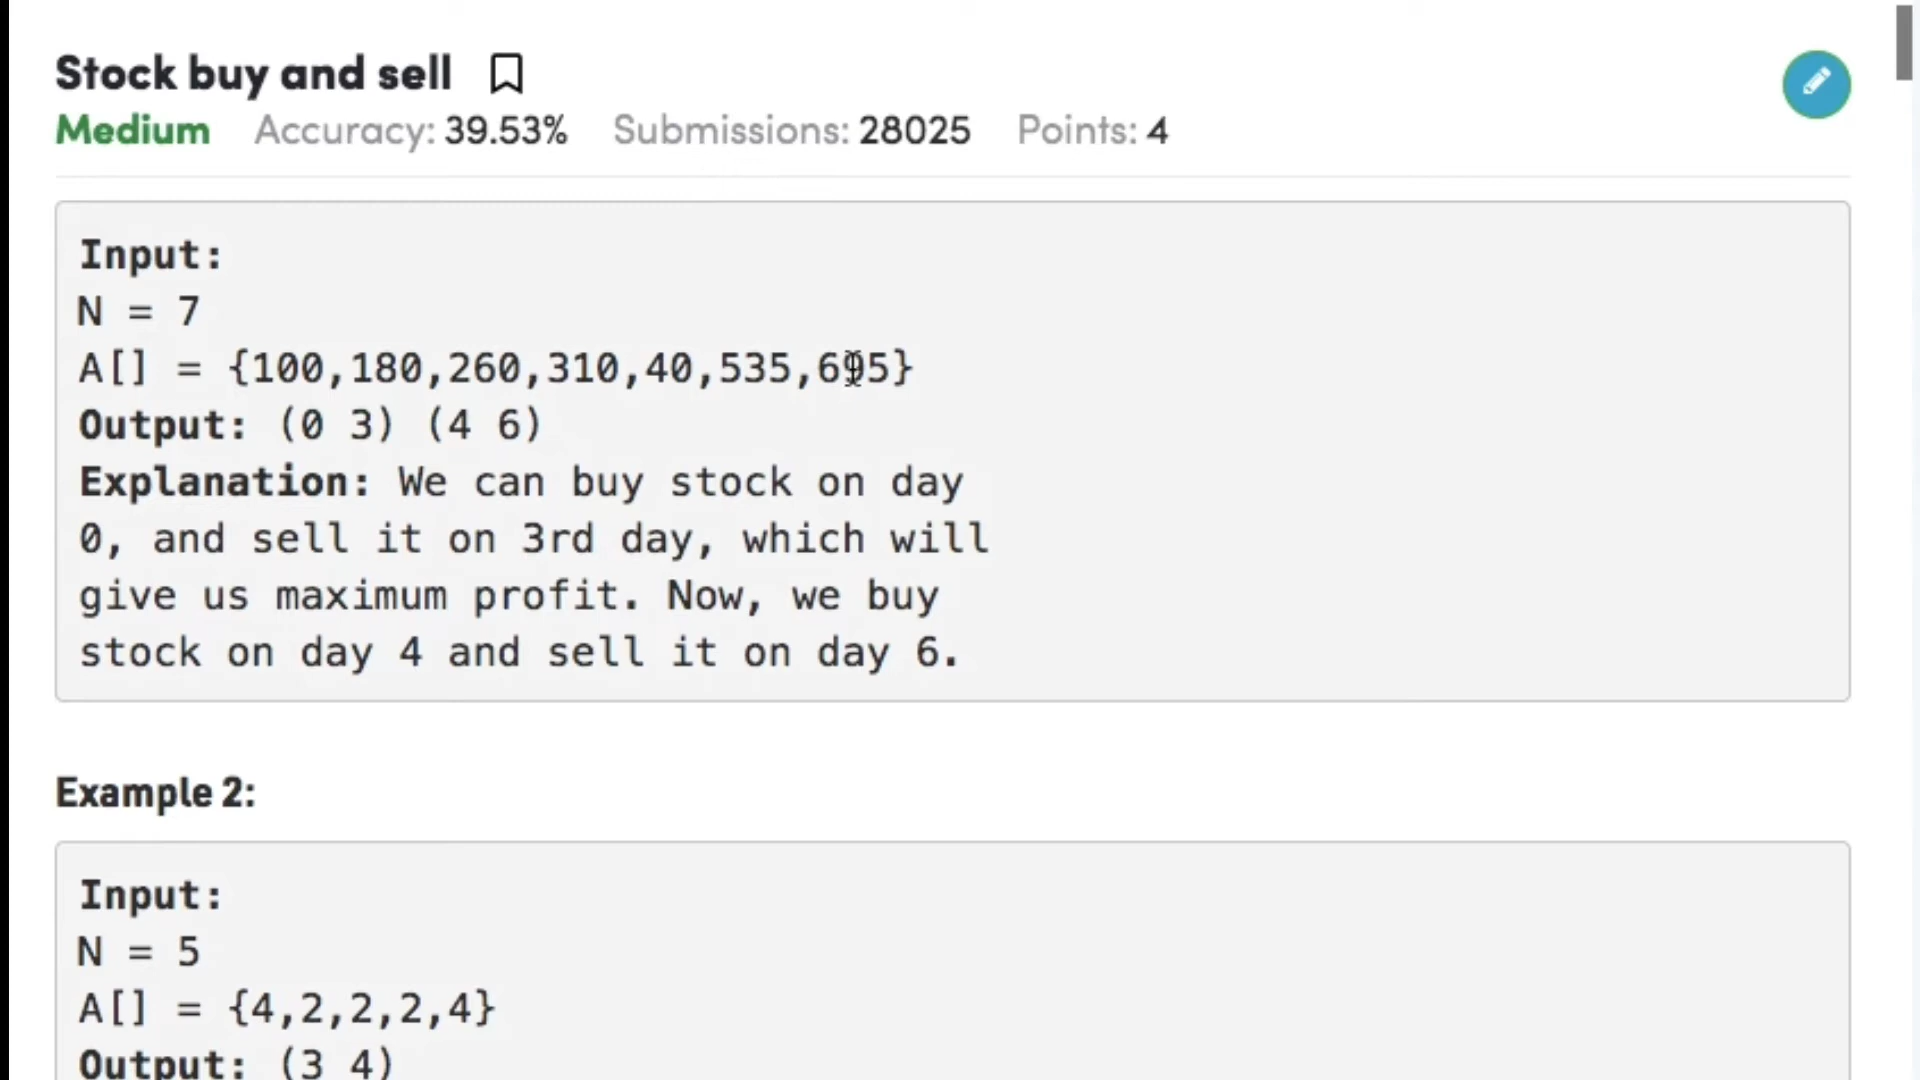 Stock buy and sell
Medium Accuracy: 39.53% Submissions: 28025 Points: 4
Input:
N = 7
A[] = {100,180,260,310,40,535,695}
Output: (0 3) (4 6)
Explanation: We can buy stock on day
0, and sell it on 3rd day, which will
give us maximum profit. Now, we buy
stock on day 4 and sell it on day 6.
Example 2:
Input:
N = 5
A[] = {4,2,2,2,4}
Output: (3 4)